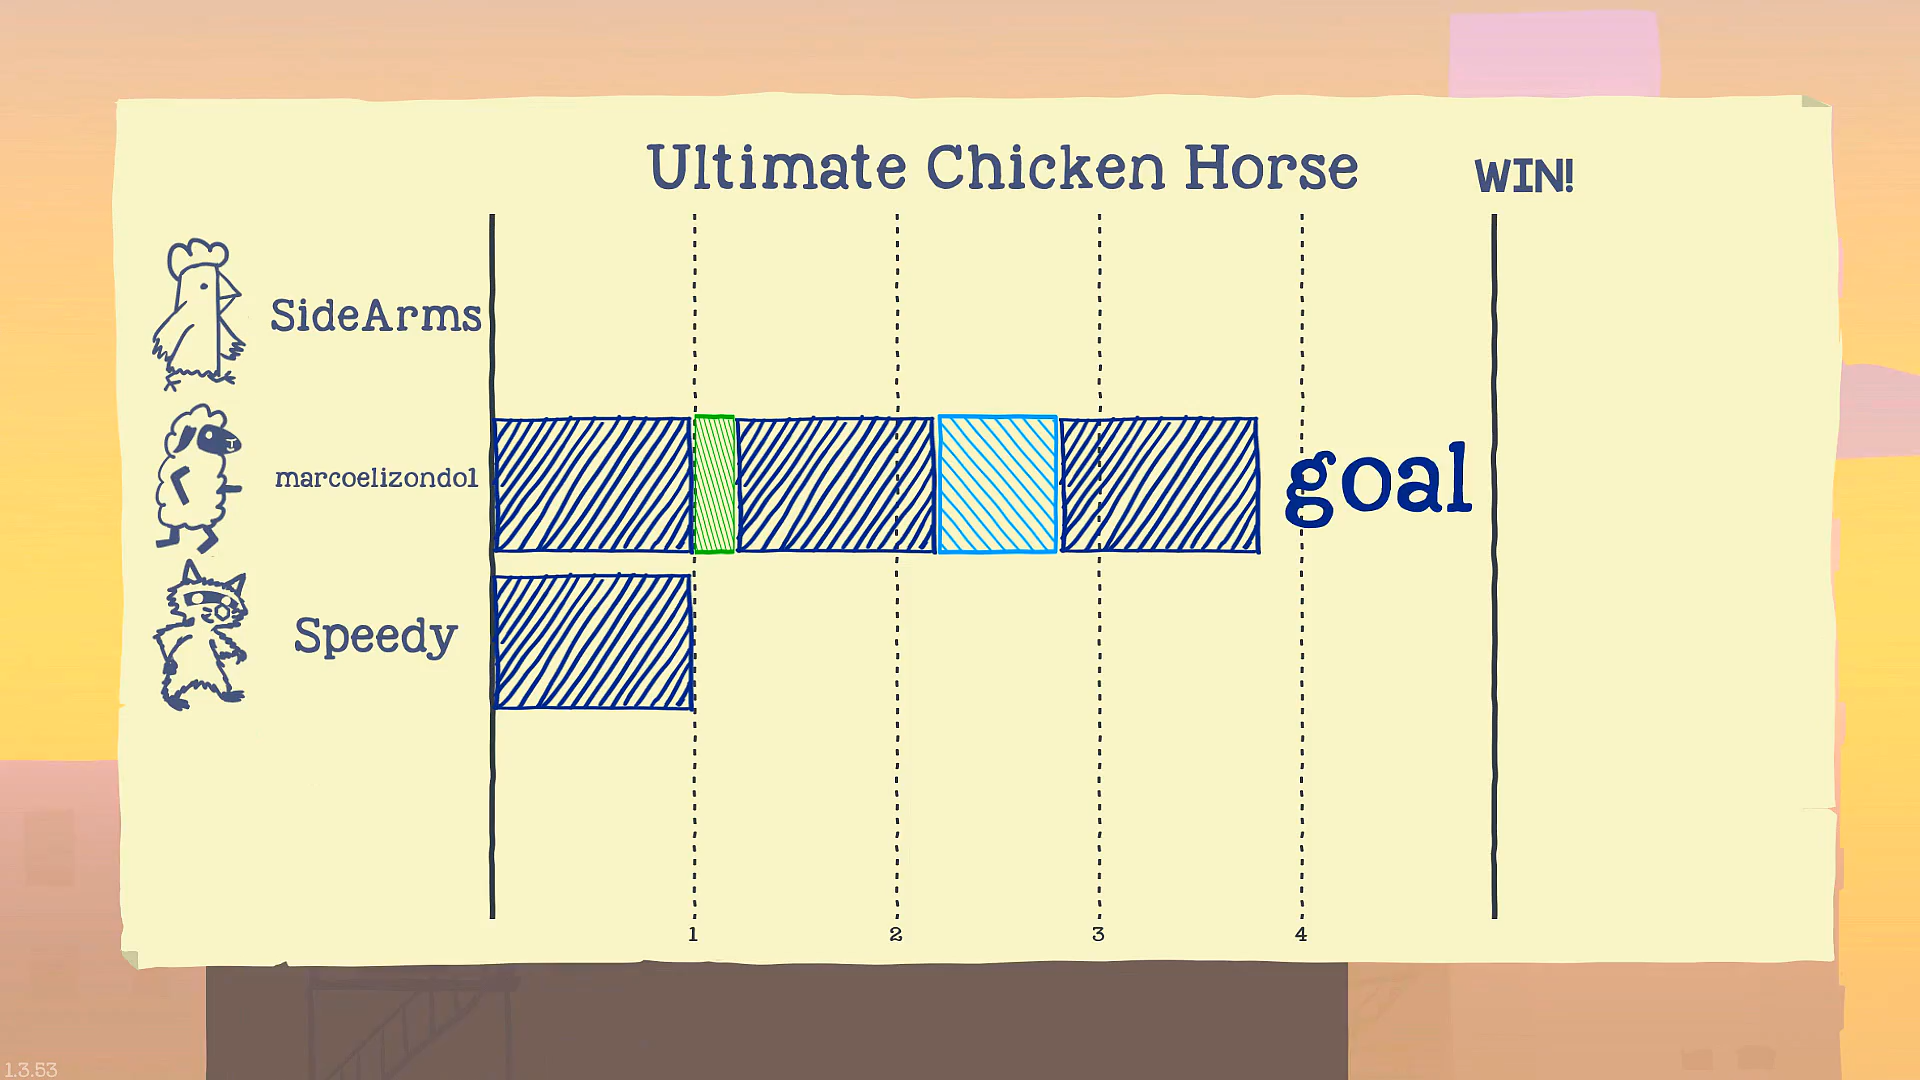 Ultimate Chicken Horse
WIN!
SideArms
marcoelizondo1
goal
Speedy
1 2 3 4
1.3.53